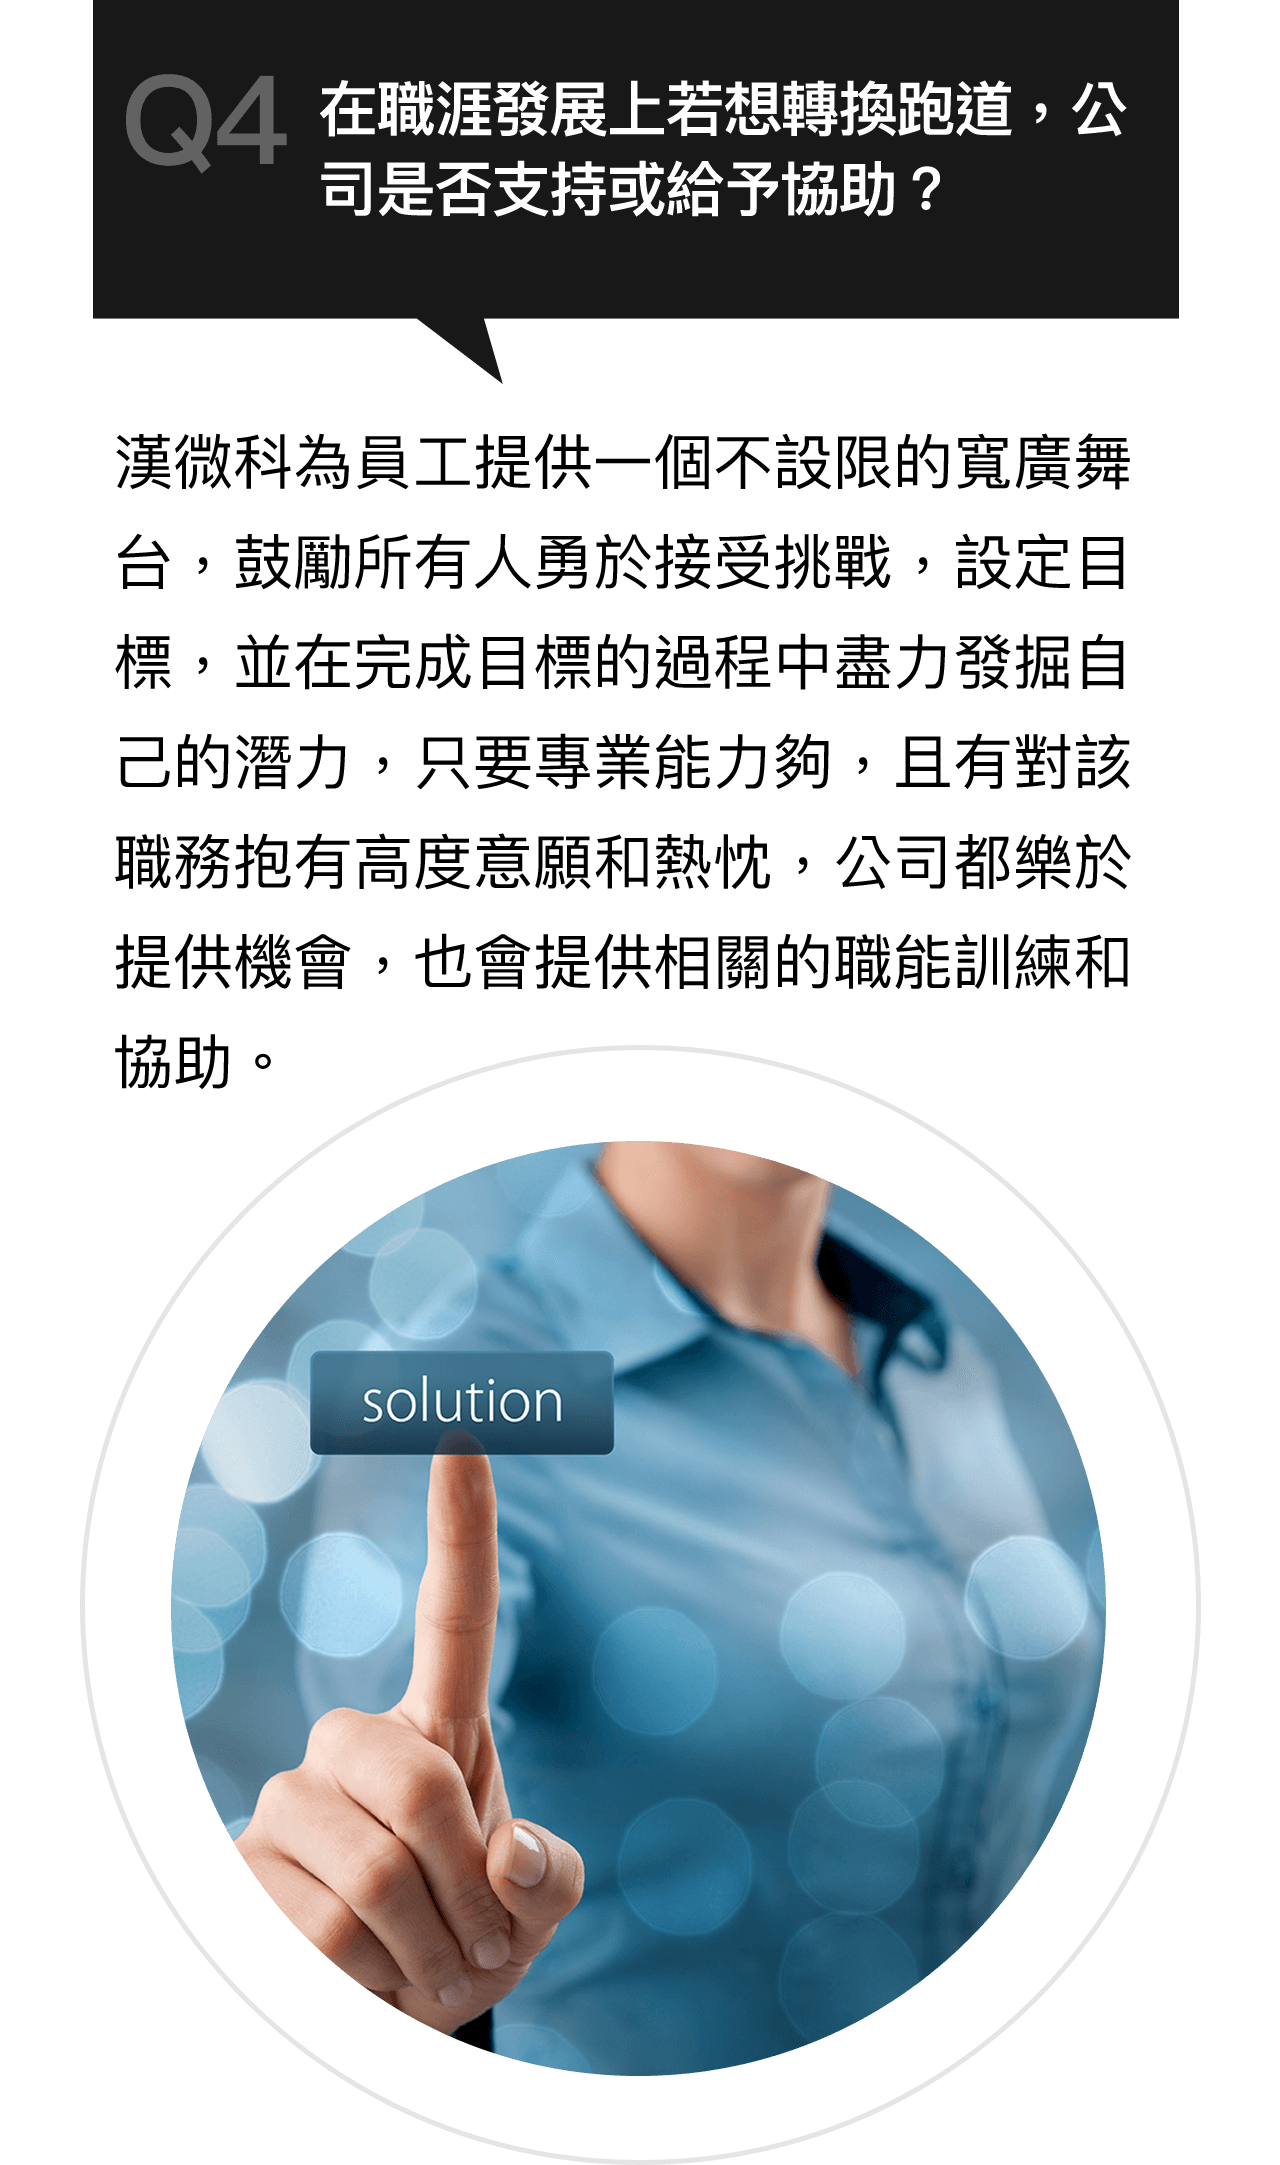 Q4 在職涯發展上若想轉換跑道，公
司是否支持或給予協助？
漢微科為員工提供一個不設限的寬廣舞
台，鼓勵所有人勇於接受挑戰，設定目
標，並在完成目標的過程中盡力發掘自
己的潛力，只要專業能力夠，且有對該
職務抱有高度意願和熱忱，公司都樂於
提供機會，也會提供相關的職能訓練和
協助。
solution